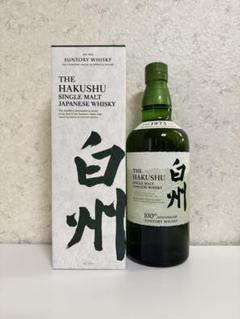 SUNTORY WHISKY
THE
HAKUSHU
SINGLE MALT
JAPANESE WHISKY
白
州
1973
THE
HAKUSHU
SINGLE MALT
JAPANESE WHISKY
白
州
100th anniversary
SUNTORY WHISKY